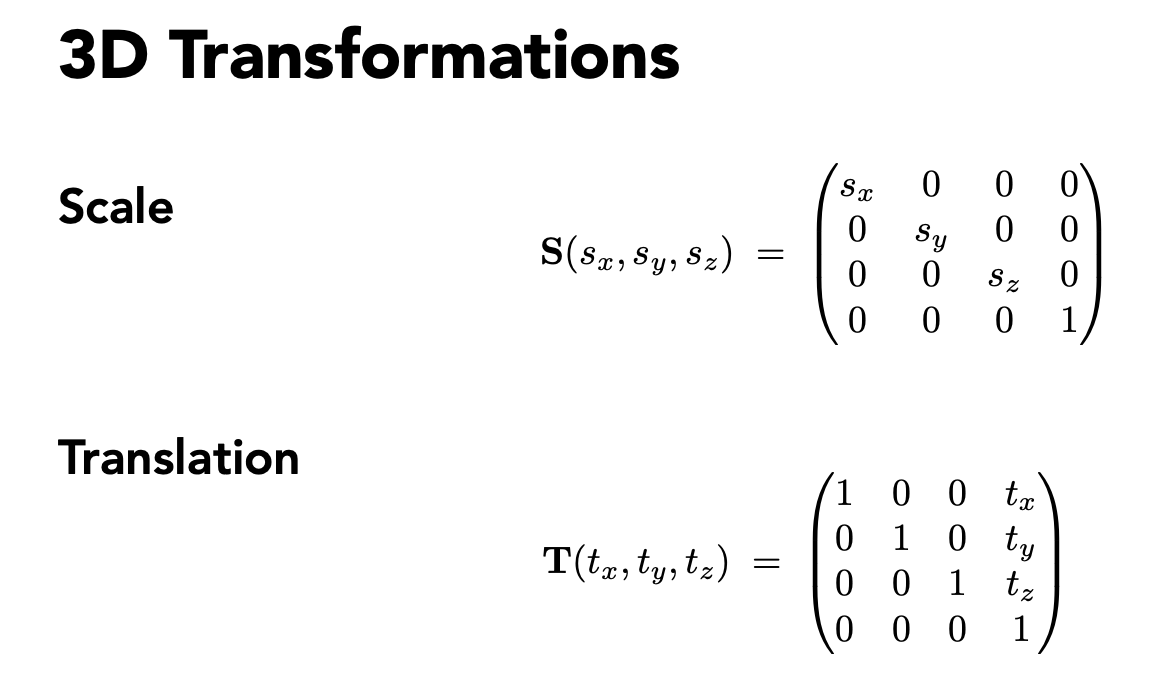 3D Transformations
Scale
S(s_x, s_y, s_z) = \begin{pmatrix} s_x & 0 & 0 & 0 \\ 0 & s_y & 0 & 0 \\ 0 & 0 & s_z & 0 \\ 0 & 0 & 0 & 1 \end{pmatrix}
Translation
T(t_x, t_y, t_z) = \begin{pmatrix} 1 & 0 & 0 & t_x \\ 0 & 1 & 0 & t_y \\ 0 & 0 & 1 & t_z \\ 0 & 0 & 0 & 1 \end{pmatrix}